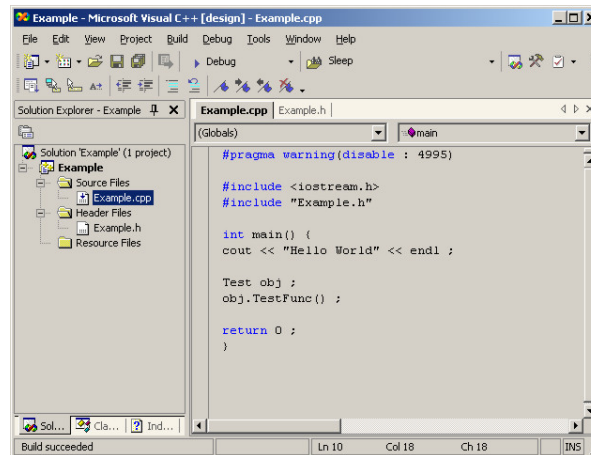 Example - Microsoft Visual C++ [design] - Example.cpp
File Edit View Project Build Debug Tools Window Help
Debug Sleep
Solution Explorer - Example
Example.cpp Example.h
(Globals) main
Solution 'Example' (1 project)
Example
Source Files
Example.cpp
Header Files
Example.h
Resource Files
#pragma warning(disable : 4995)
#include <iostream.h>
#include "Example.h"
int main() {
cout << "Hello World" << endl ;
Test obj ;
obj.TestFunc() ;
return 0 ;
}
Sol... Cla... Ind...
Build succeeded Ln 10 Col 18 Ch 18 INS